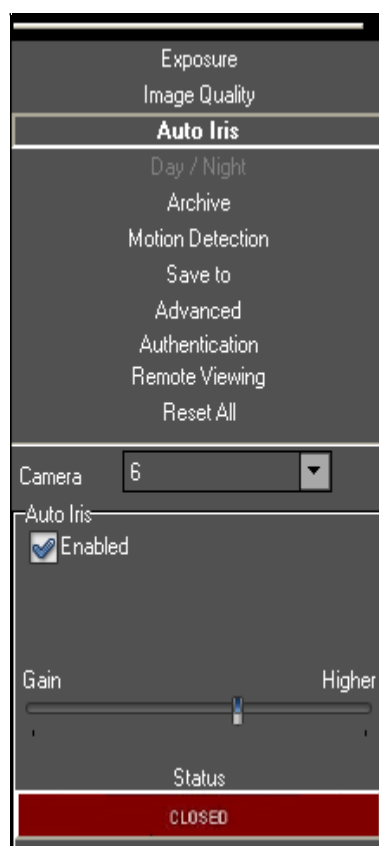 Exposure
Image Quality
Auto Iris
Day / Night
Archive
Motion Detection
Save to
Advanced
Authentication
Remote Viewing
Reset All
Camera 6
Auto Iris
Enabled
Gain Higher
Status
CLOSED